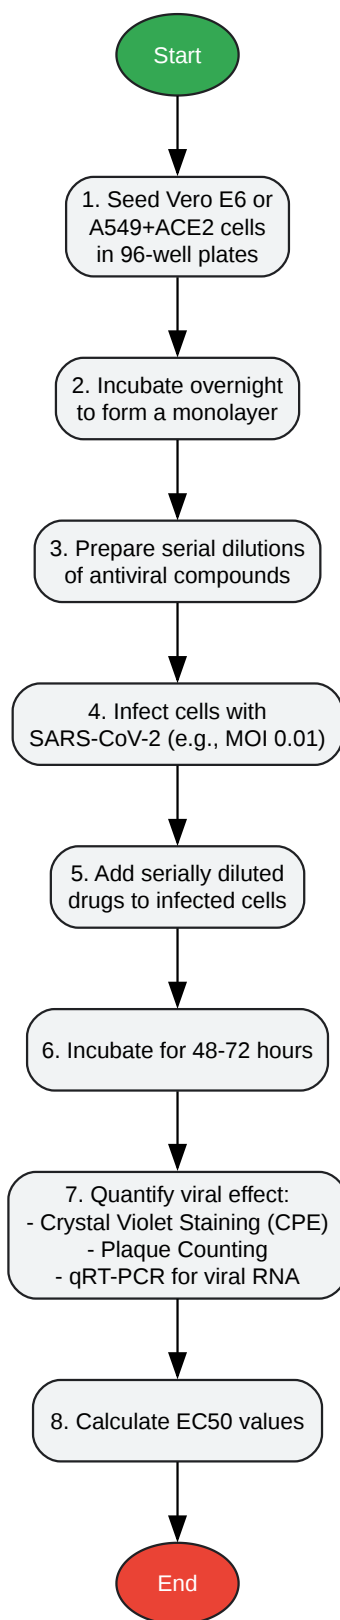 Start
1. Seed Vero E6 or
A549+ACE2 cells
in 96-well plates
2. Incubate overnight
to form a monolayer
3. Prepare serial dilutions
of antiviral compounds
4. Infect cells with
SARS-CoV-2 (e.g., MOI 0.01)
5. Add serially diluted
drugs to infected cells
6. Incubate for 48-72 hours
7. Quantify viral effect:
- Crystal Violet Staining (CPE)
- Plaque Counting
- qRT-PCR for viral RNA
8. Calculate EC50 values
End